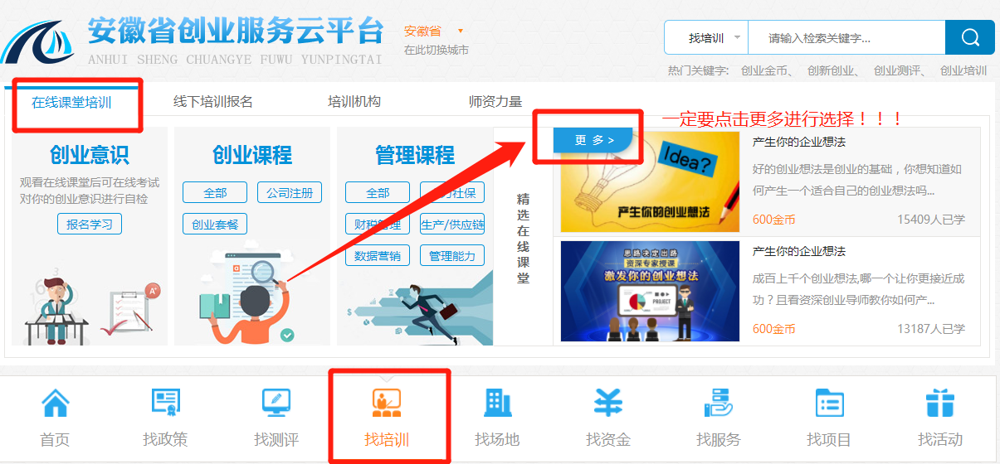 安徽省创业服务云平台
ANHUI SHENG CHUANGYE FUWU YUNPINGTAI
安徽省
在此切换城市
找培训
请输入检索关键字...
热门关键字: 创业金币、 创新创业、 创业测评、 创业培训
在线课堂培训
线下培训报名
培训机构
师资力量
一定要点击更多进行选择！！！
创业意识
观看在线课堂后可在线考试
对你的创业意识进行自检
报名学习
A+
创业课程
全部
公司注册
创业套餐
管理课程
全部
社保
财税管理
生产/供应链
数据营销
管理能力
精选在线课堂
更 多 >
Idea?
产生你的创业想法
产生你的企业想法
好的创业想法是创业的基础，你想知道如
何产生一个适合自己的创业想法吗...
600金币
15409人已学
思路决定出路
资深专家授课
激发你的创业想法
PROJECT
产生你的企业想法
成百上千个创业想法,哪一个让你更接近成
功？且看资深创业导师教你如何产...
600金币
13187人已学
首页
找政策
找测评
找培训
找场地
找资金
找服务
找项目
找活动